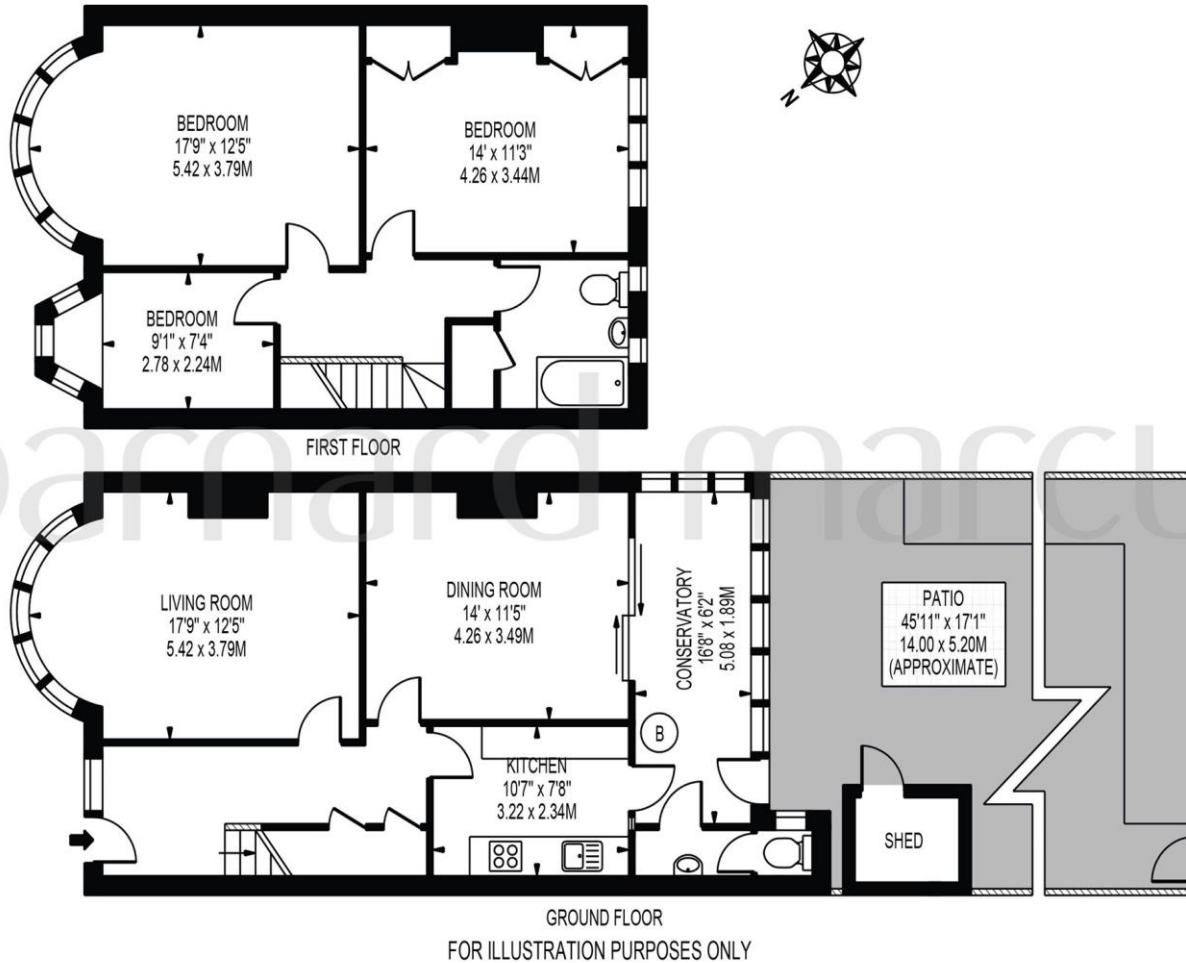 N
BEDROOM
17'9" x 12'5"
5.42 x 3.79M
BEDROOM
14' x 11'3"
4.26 x 3.44M
BEDROOM
9'1" x 7'4"
2.78 x 2.24M
FIRST FLOOR
barnard marcu
LIVING ROOM
17'9" x 12'5"
5.42 x 3.79M
DINING ROOM
14' x 11'5"
4.26 x 3.49M
CONSERVATORY
16'8" x 6'2"
5.08 x 1.89M
B
PATIO
45'11" x 17'1"
14.00 x 5.20M
(APPROXIMATE)
KITCHEN
10'7" x 7'8"
3.22 x 2.34M
SHED
GROUND FLOOR
FOR ILLUSTRATION PURPOSES ONLY